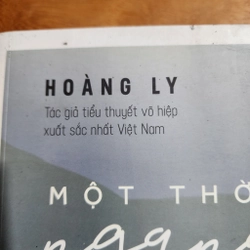 HOÀNG LY
Tác giả tiểu thuyết võ hiệp
xuất sắc nhất Việt Nam
MỘT THỜ